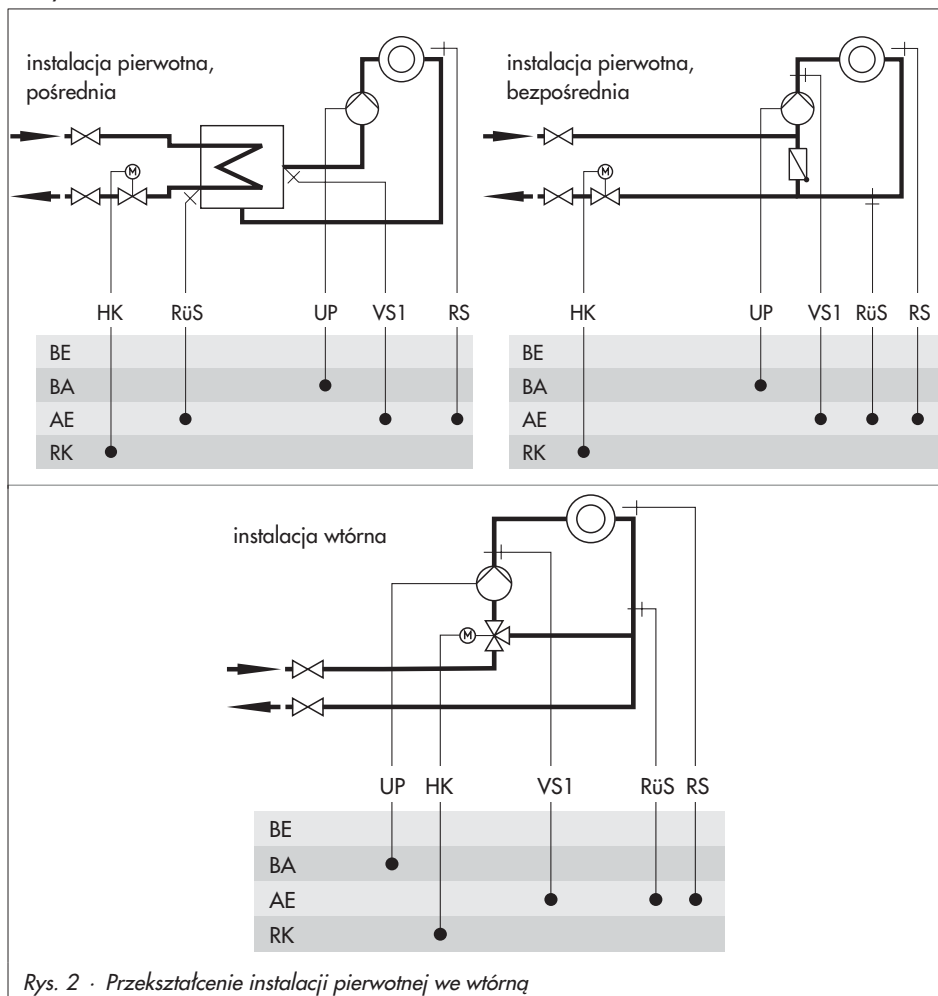 instalacja pierwotna,
pośrednia
M
HK RüS UP VS1 RS
BE
BA
AE
RK
instalacja pierwotna,
bezpośrednia
M
HK UP VS1 RüS RS
BE
BA
AE
RK
instalacja wtórna
M
UP HK VS1 RüS RS
BE
BA
AE
RK
Rys. 2 · Przekształcenie instalacji pierwotnej we wtórną